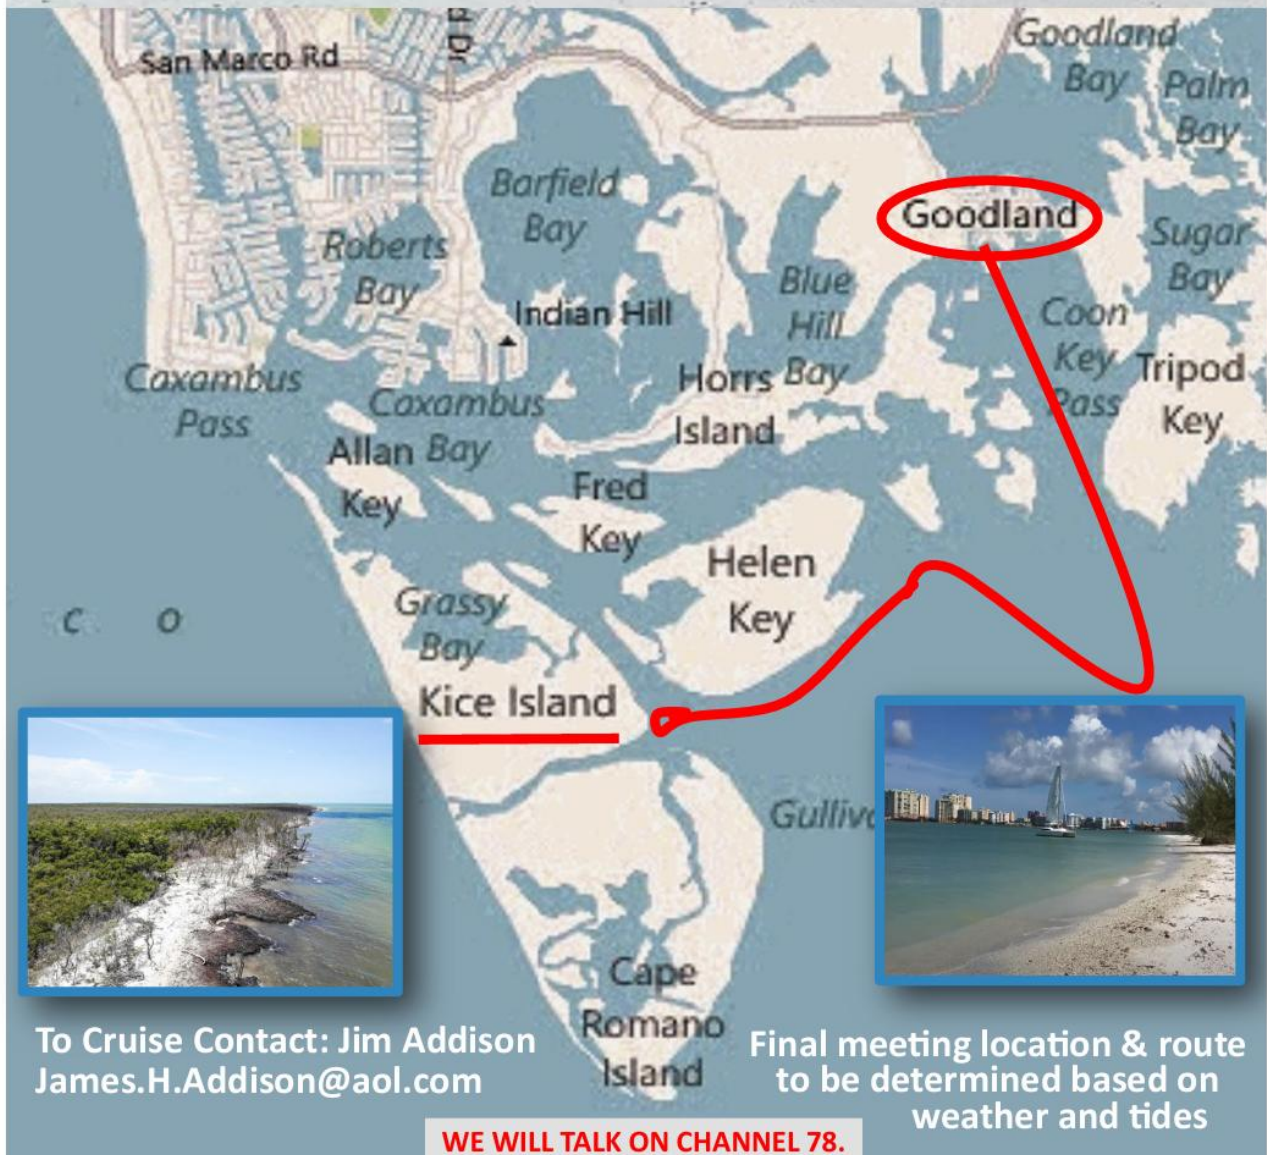 San Marco Rd
Goodland
Bay
Palm
Bay
Barfield
Bay
Goodland
Sugar
Bay
Roberts
Bay
Blue
Hill
Bay
Indian Hill
Coon
Key
Pass
Tripod
Key
Caxambus
Pass
Caxambus
Bay
Horrs
Island
Allan
Key
Fred
Key
Helen
Key
Grassy
Bay
C O
Kice Island
Cape
Romano
Island
To Cruise Contact: Jim Addison
James.H.Addison@aol.com
Final meeting location & route
to be determined based on
weather and tides
WE WILL TALK ON CHANNEL 78.